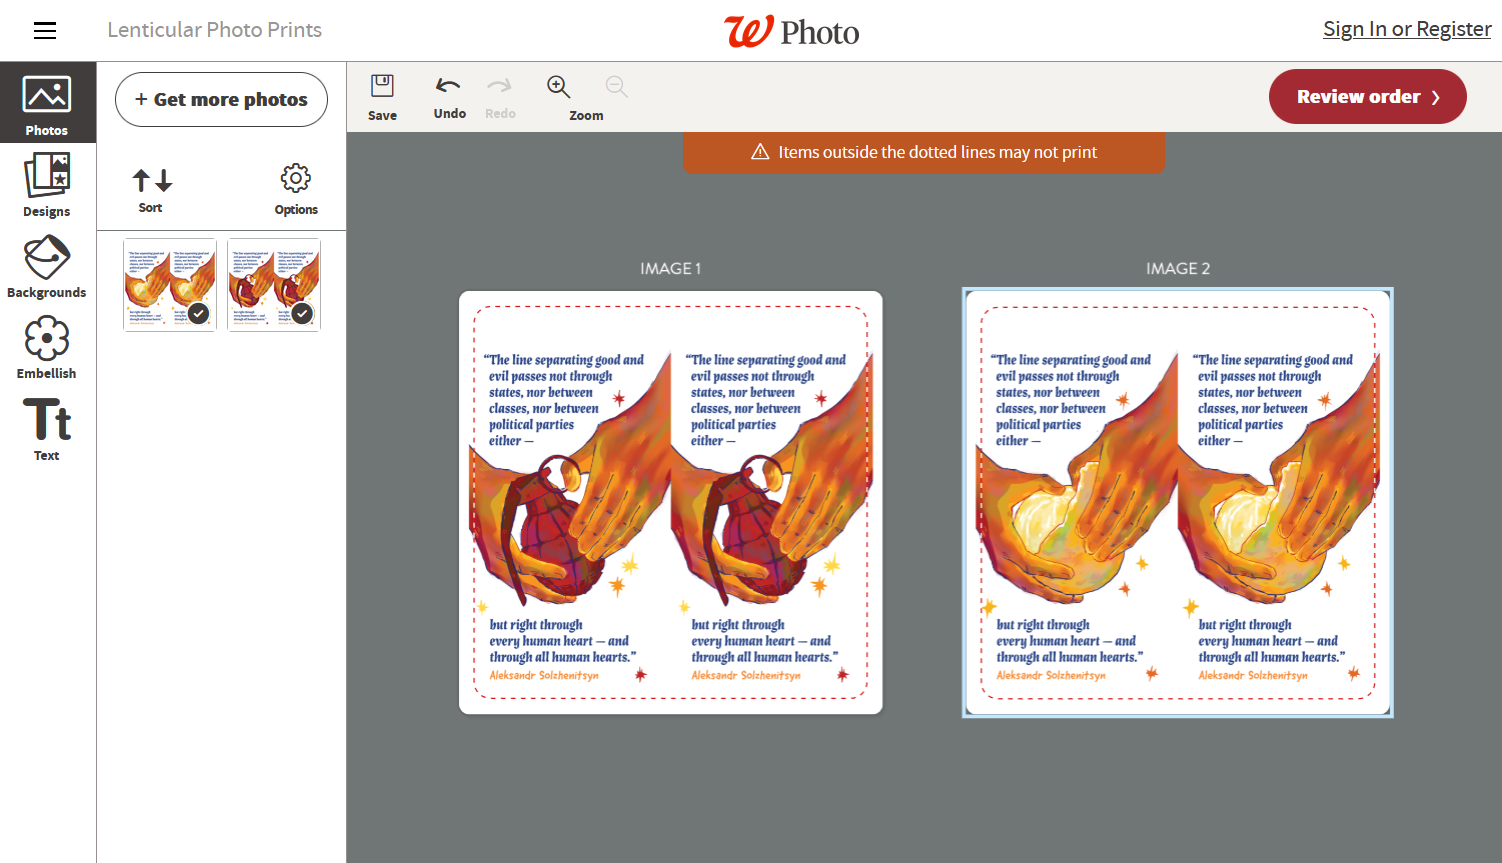 Lenticular Photo Prints
W Photo
Sign In or Register
Photos
Designs
Backgrounds
Embellish
Tt
Text
+ Get more photos
Sort
Options
Save
Undo
Redo
Zoom
Review order
Items outside the dotted lines may not print
IMAGE 1
“The line separating good and
evil passes not through
states, nor between
classes, nor between
political parties
either —
but right through
every human heart — and
through all human hearts.”
Aleksandr Solzhenitsyn
“The line separating good and
evil passes not through
states, nor between
classes, nor between
political parties
either —
but right through
every human heart — and
through all human hearts.”
Aleksandr Solzhenitsyn
IMAGE 2
“The line separating good and
evil passes not through
states, nor between
classes, nor between
political parties
either —
but right through
every human heart — and
through all human hearts.”
Aleksandr Solzhenitsyn
“The line separating good and
evil passes not through
states, nor between
classes, nor between
political parties
either —
but right through
every human heart — and
through all human hearts.”
Aleksandr Solzhenitsyn